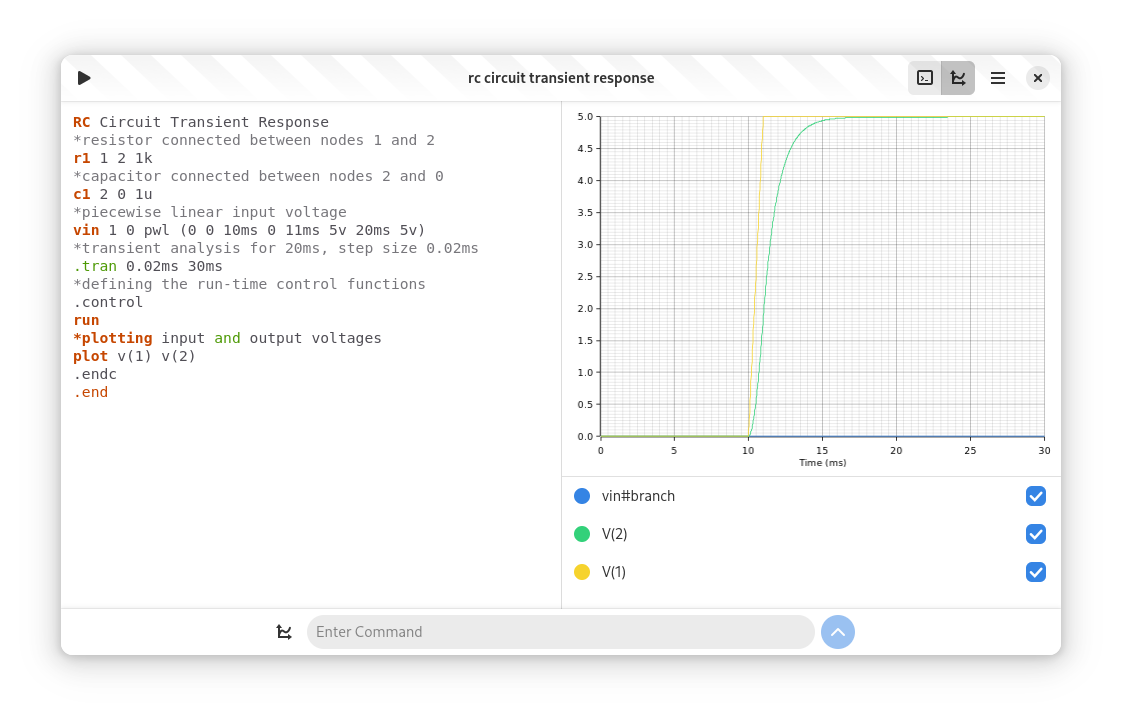 rc circuit transient response
RC Circuit Transient Response
*resistor connected between nodes 1 and 2
r1 1 2 1k
*capacitor connected between nodes 2 and 0
c1 2 0 1u
*piecewise linear input voltage
vin 1 0 pwl (0 0 10ms 0 11ms 5v 20ms 5v)
*transient analysis for 20ms, step size 0.02ms
.tran 0.02ms 30ms
*defining the run-time control functions
.control
run
*plotting input and output voltages
plot v(1) v(2)
.endc
.end
5.0
4.5
4.0
3.5
3.0
2.5
2.0
1.5
1.0
0.5
0.0
0 5 10 15 20 25 30
Time (ms)
vin#branch
V(2)
V(1)
Enter Command